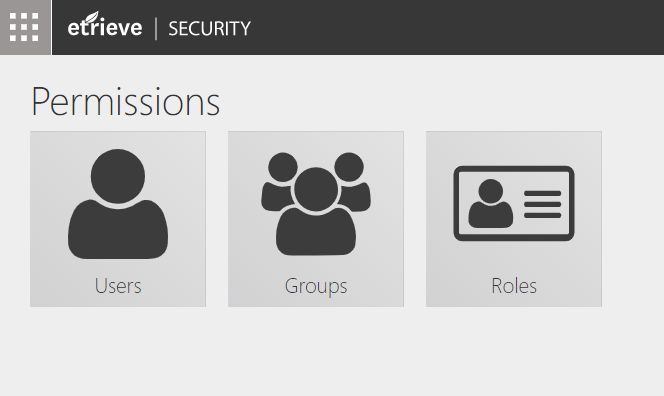 etrieve | SECURITY
Permissions
Users
Groups
Roles